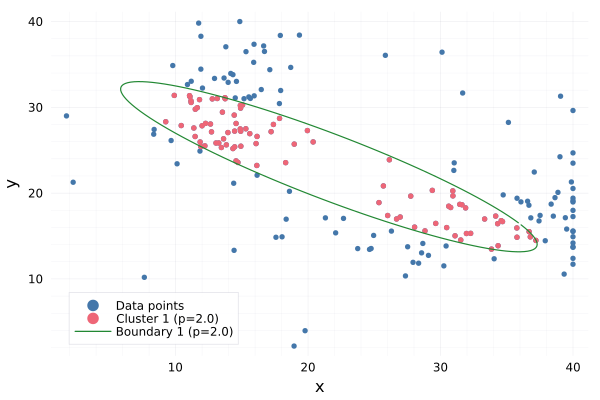 40
30
20
10
y
Data points
Cluster 1 (p=2.0)
Boundary 1 (p=2.0)
10 20 30 40
x